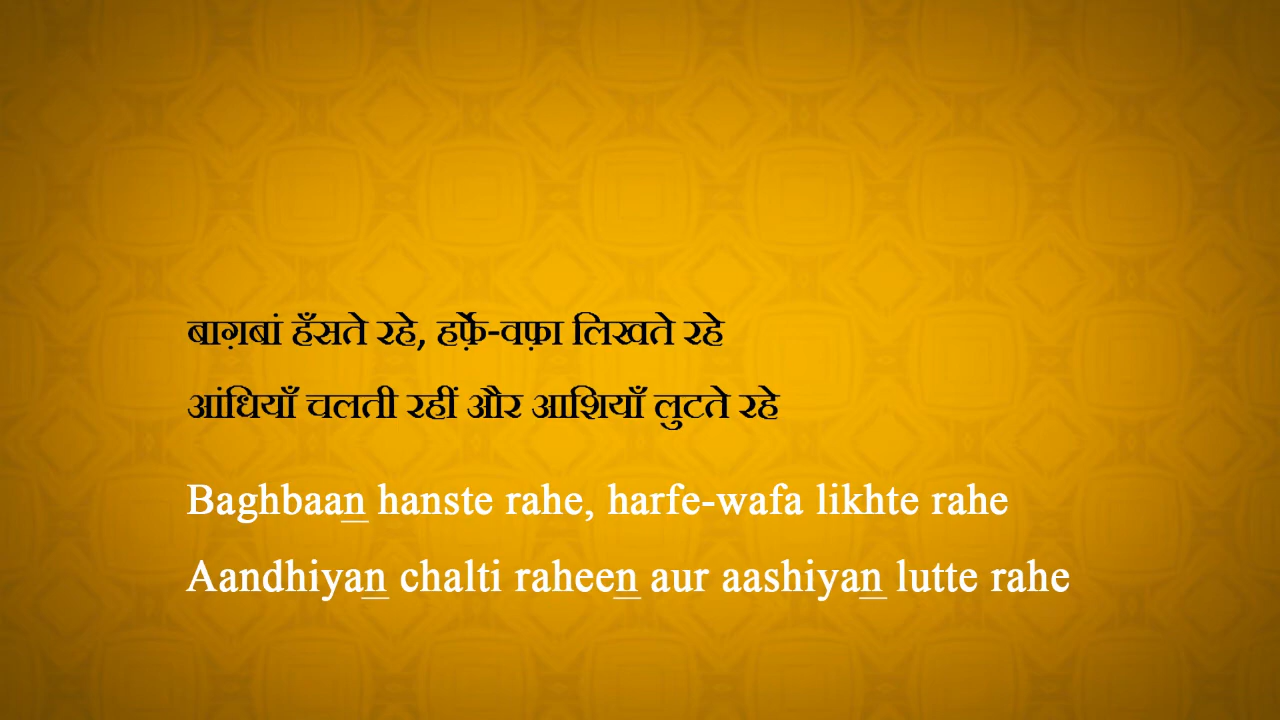 बाग़बां हँसते रहे, हर्फ़े-वफ़ा लिखते रहे
आंधियाँ चलती रहीं और आशियाँ लुटते रहे
Baghbaan hanste rahe, harfe-wafa likhte rahe
Aandhiyan chalti raheen aur aashiyan lutte rahe